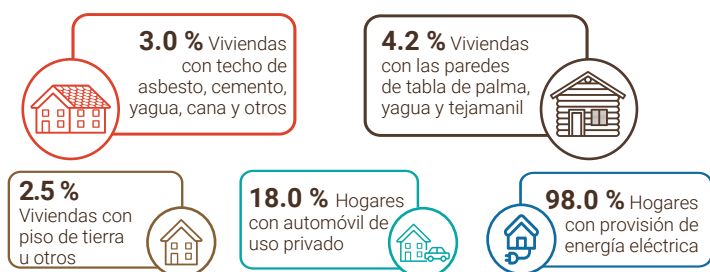 3.0 % Viviendas
con techo de
asbesto, cemento,
yagua, cana y otros
4.2 % Viviendas
con las paredes
de tabla de palma,
yagua y tejamanil
2.5 %
Viviendas con
piso de tierra
u otros
18.0 % Hogares
con automóvil de
uso privado
98.0 % Hogares
con provisión de
energía eléctrica